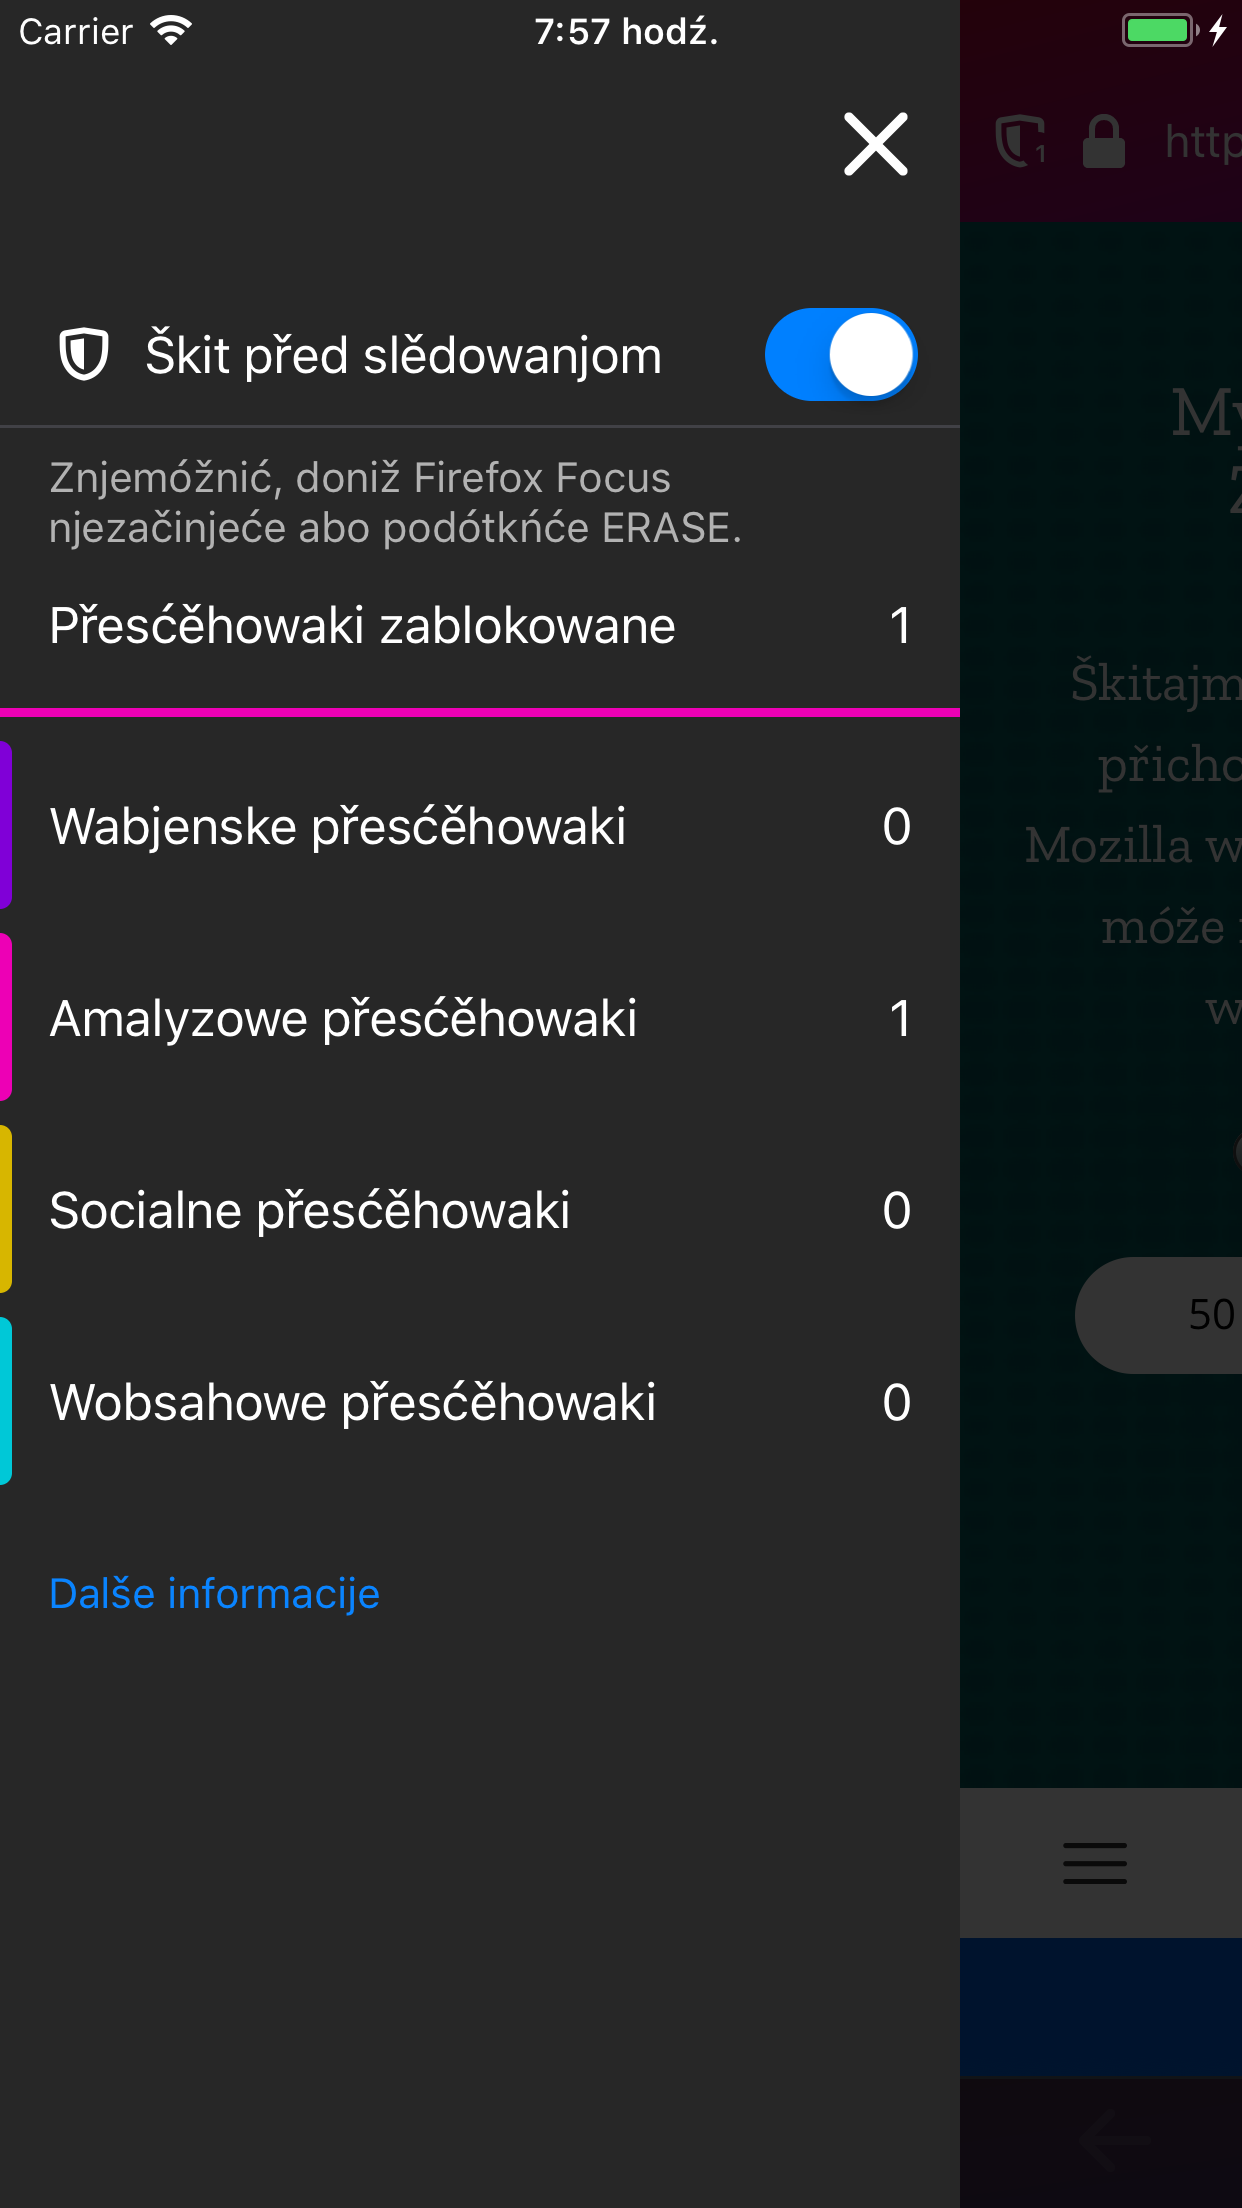 Carrier
7:57 hodź.
1
http
Škit před slědowanjom
Znjemóžnić, doniž Firefox Focus
njezačinjeće abo podótkńće ERASE.
Přesćěhowaki zablokowane 1
Wabjenske přesćěhowaki 0
Amalyzowe přesćěhowaki 1
Socialne přesćěhowaki 0
Wobsahowe přesćěhowaki 0
Dalše informacije
My
Škitajm
přicho
Mozilla w
móže
w
50